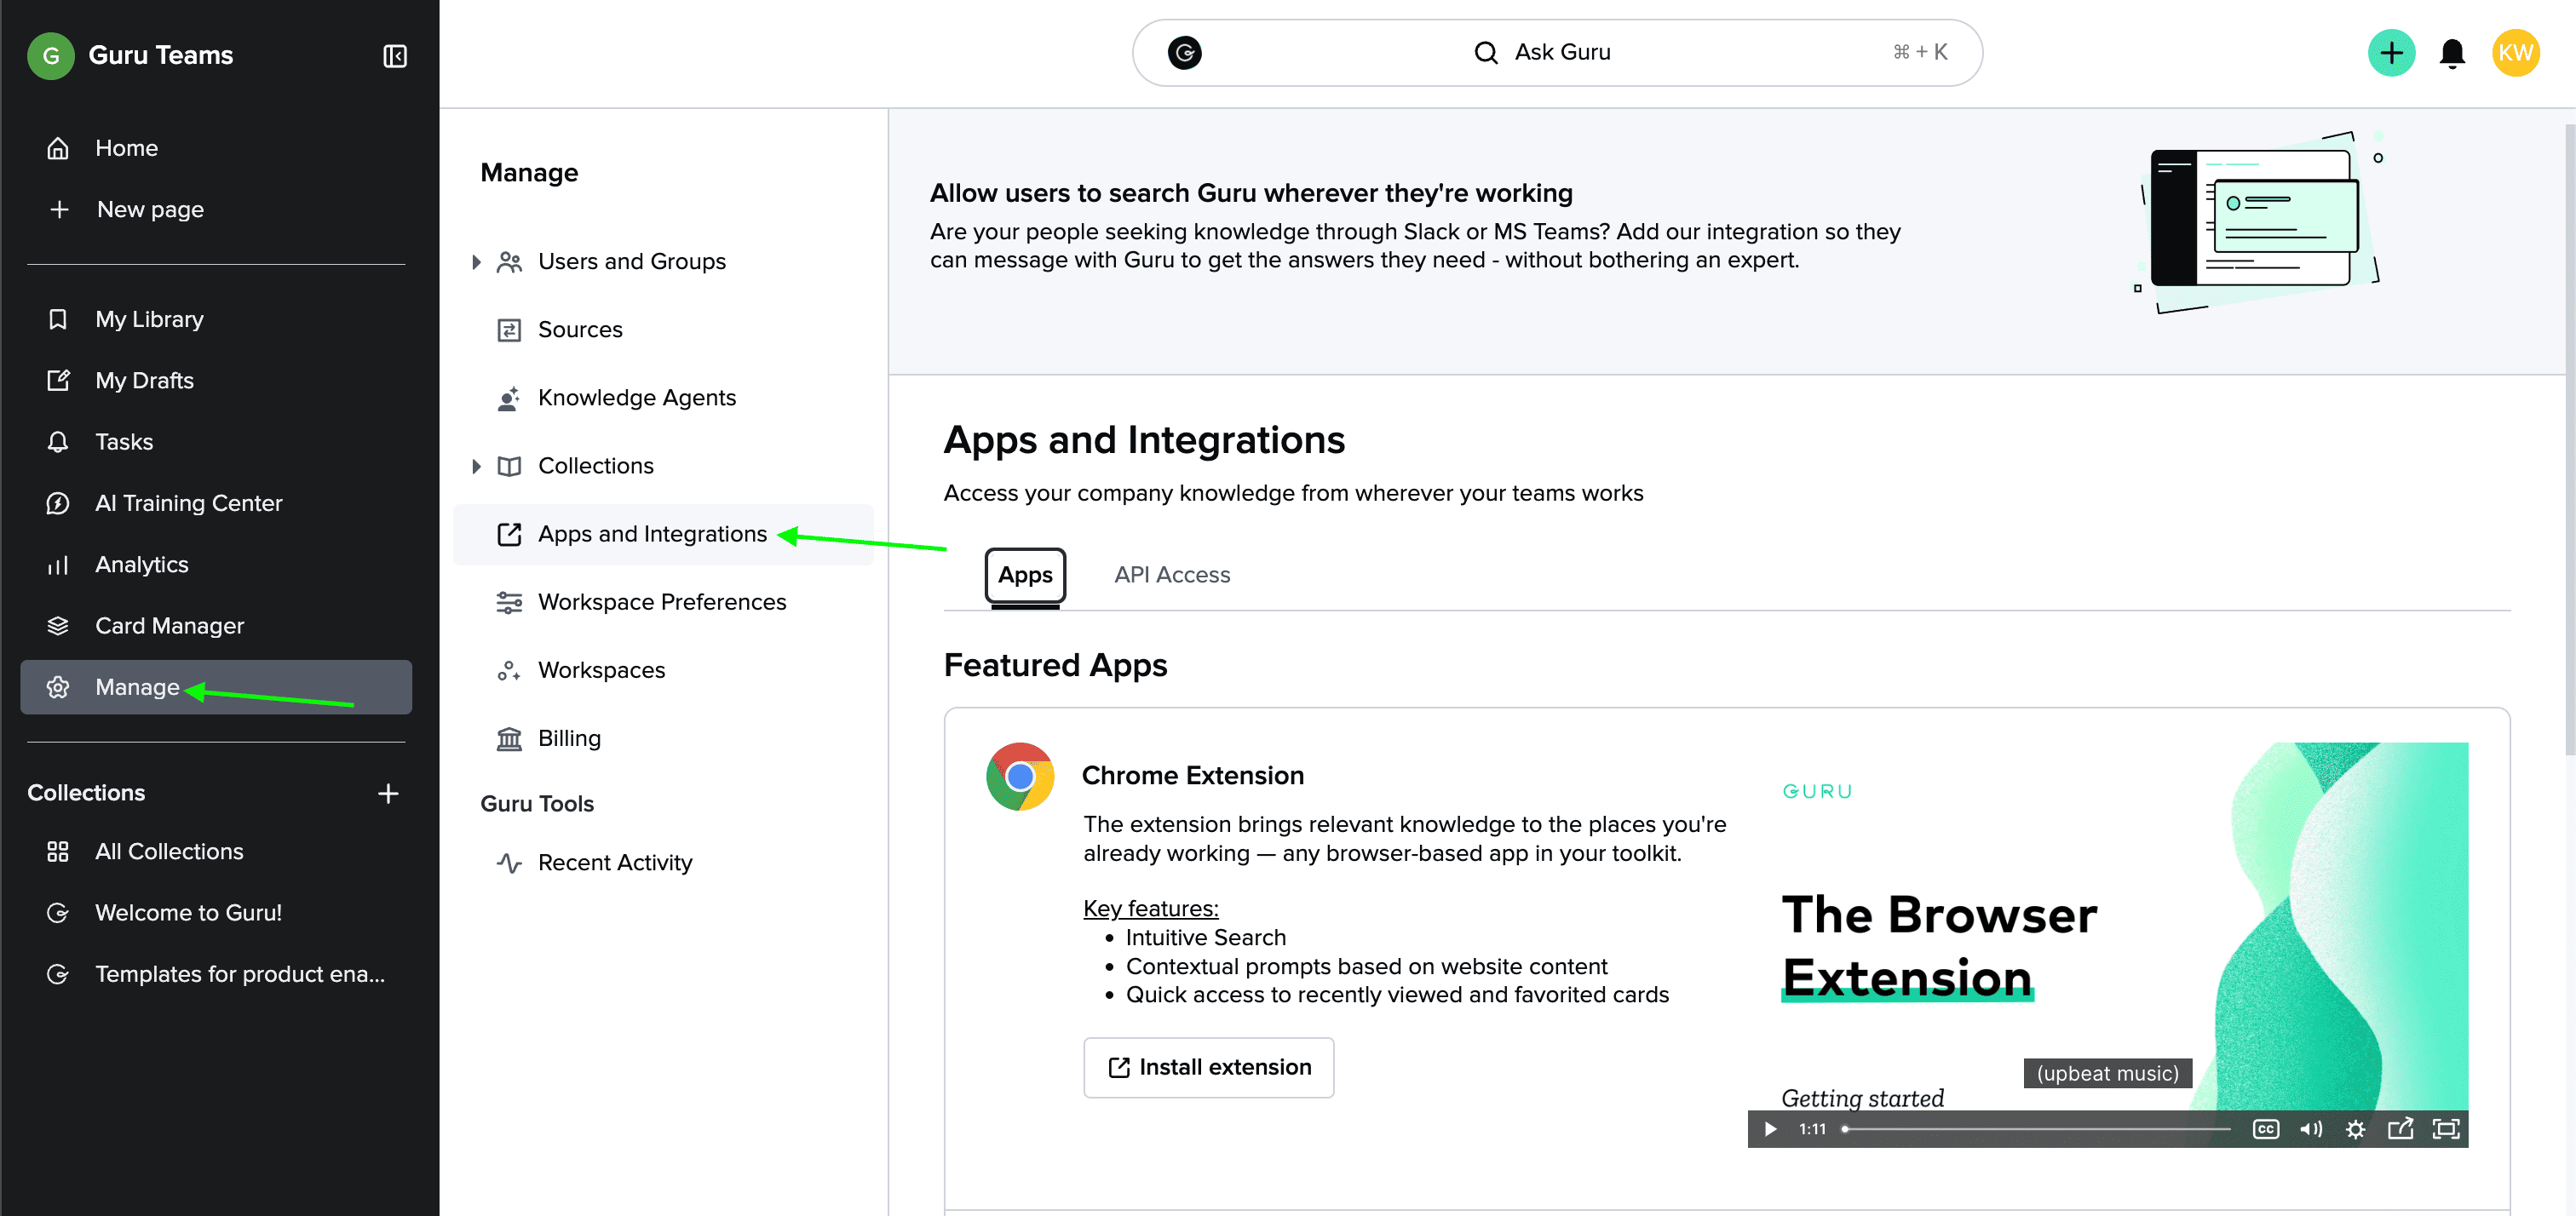 G Guru Teams
Home
New page
My Library
My Drafts
Tasks
AI Training Center
Analytics
Card Manager
Manage
Collections
All Collections
Welcome to Guru!
Templates for product ena...
Ask Guru
⌘ + K
KW
Manage
Users and Groups
Sources
Knowledge Agents
Collections
Apps and Integrations
Workspace Preferences
Workspaces
Billing
Guru Tools
Recent Activity
Allow users to search Guru wherever they're working
Are your people seeking knowledge through Slack or MS Teams? Add our integration so they
can message with Guru to get the answers they need - without bothering an expert.
Apps and Integrations
Access your company knowledge from wherever your teams works
Apps
API Access
Featured Apps
Chrome Extension
The extension brings relevant knowledge to the places you're
already working — any browser-based app in your toolkit.
Key features:
• Intuitive Search
• Contextual prompts based on website content
• Quick access to recently viewed and favorited cards
Install extension
GURU
The Browser
Extension
(upbeat music)
Getting started
1:11
CC